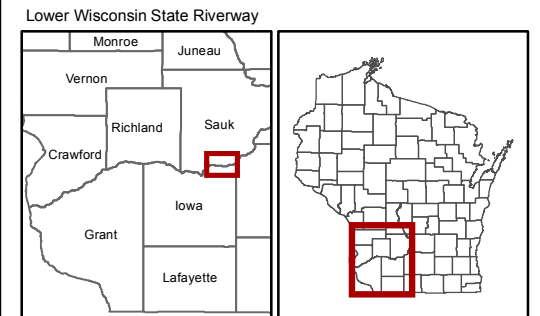 Lower Wisconsin State Riverway
Monroe
Juneau
Vernon
Richland
Sauk
Crawford
Iowa
Grant
Lafayette